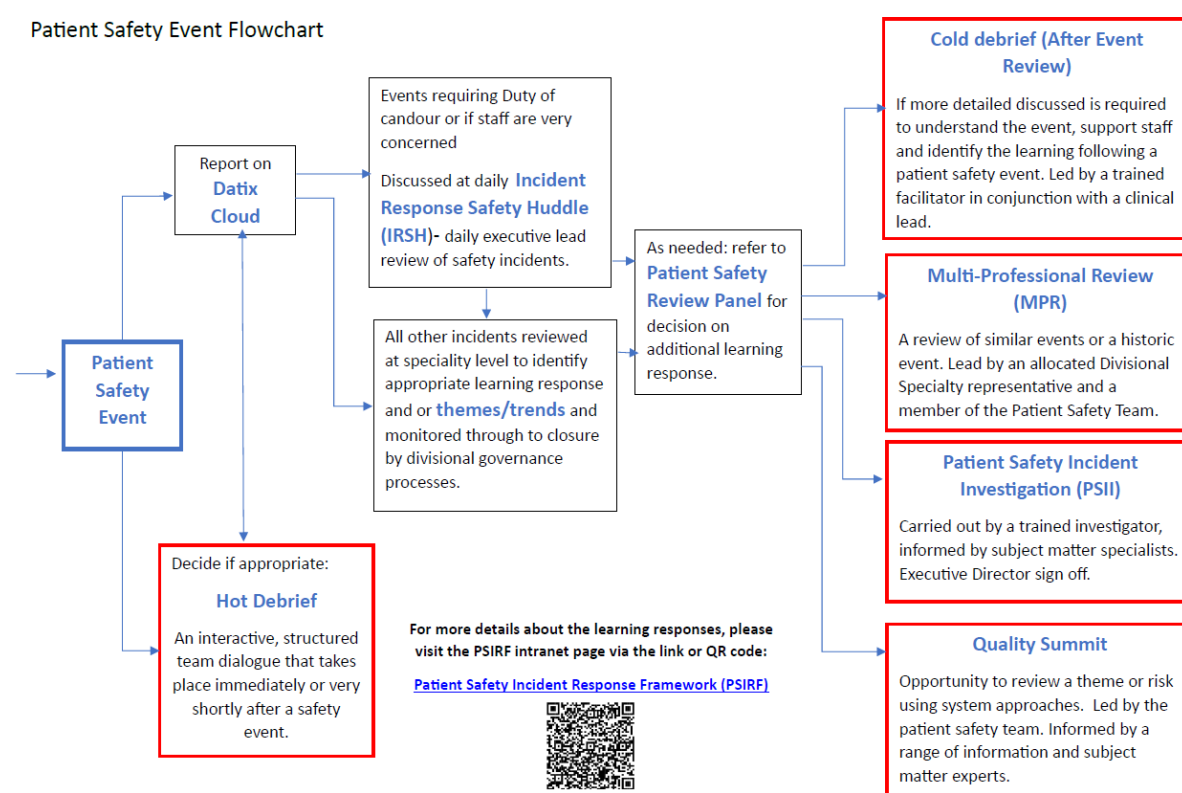 Patient Safety Event Flowchart
Patient
Safety
Event
Report on
Datix
Cloud
Decide if appropriate:
Hot Debrief
An interactive, structured
team dialogue that takes
place immediately or very
shortly after a safety
event.
Events requiring Duty of
candour or if staff are very
concerned
Discussed at daily Incident
Response Safety Huddle
(IRSH)- daily executive lead
review of safety incidents.
All other incidents reviewed
at speciality level to identify
appropriate learning response
and or themes/trends and
monitored through to closure
by divisional governance
processes.
As needed: refer to
Patient Safety
Review Panel for
decision on
additional learning
response.
Cold debrief (After Event
Review)
If more detailed discussed is required
to understand the event, support staff
and identify the learning following a
patient safety event. Led by a trained
facilitator in conjunction with a clinical
lead.
Multi-Professional Review
(MPR)
A review of similar events or a historic
event. Lead by an allocated Divisional
Specialty representative and a
member of the Patient Safety Team.
Patient Safety Incident
Investigation (PSII)
Carried out by a trained investigator,
informed by subject matter specialists.
Executive Director sign off.
Quality Summit
Opportunity to review a theme or risk
using system approaches.  Led by the
patient safety team. Informed by a
range of information and subject
matter experts.
For more details about the learning responses, please
visit the PSIRF intranet page via the link or QR code:
Patient Safety Incident Response Framework (PSIRF)